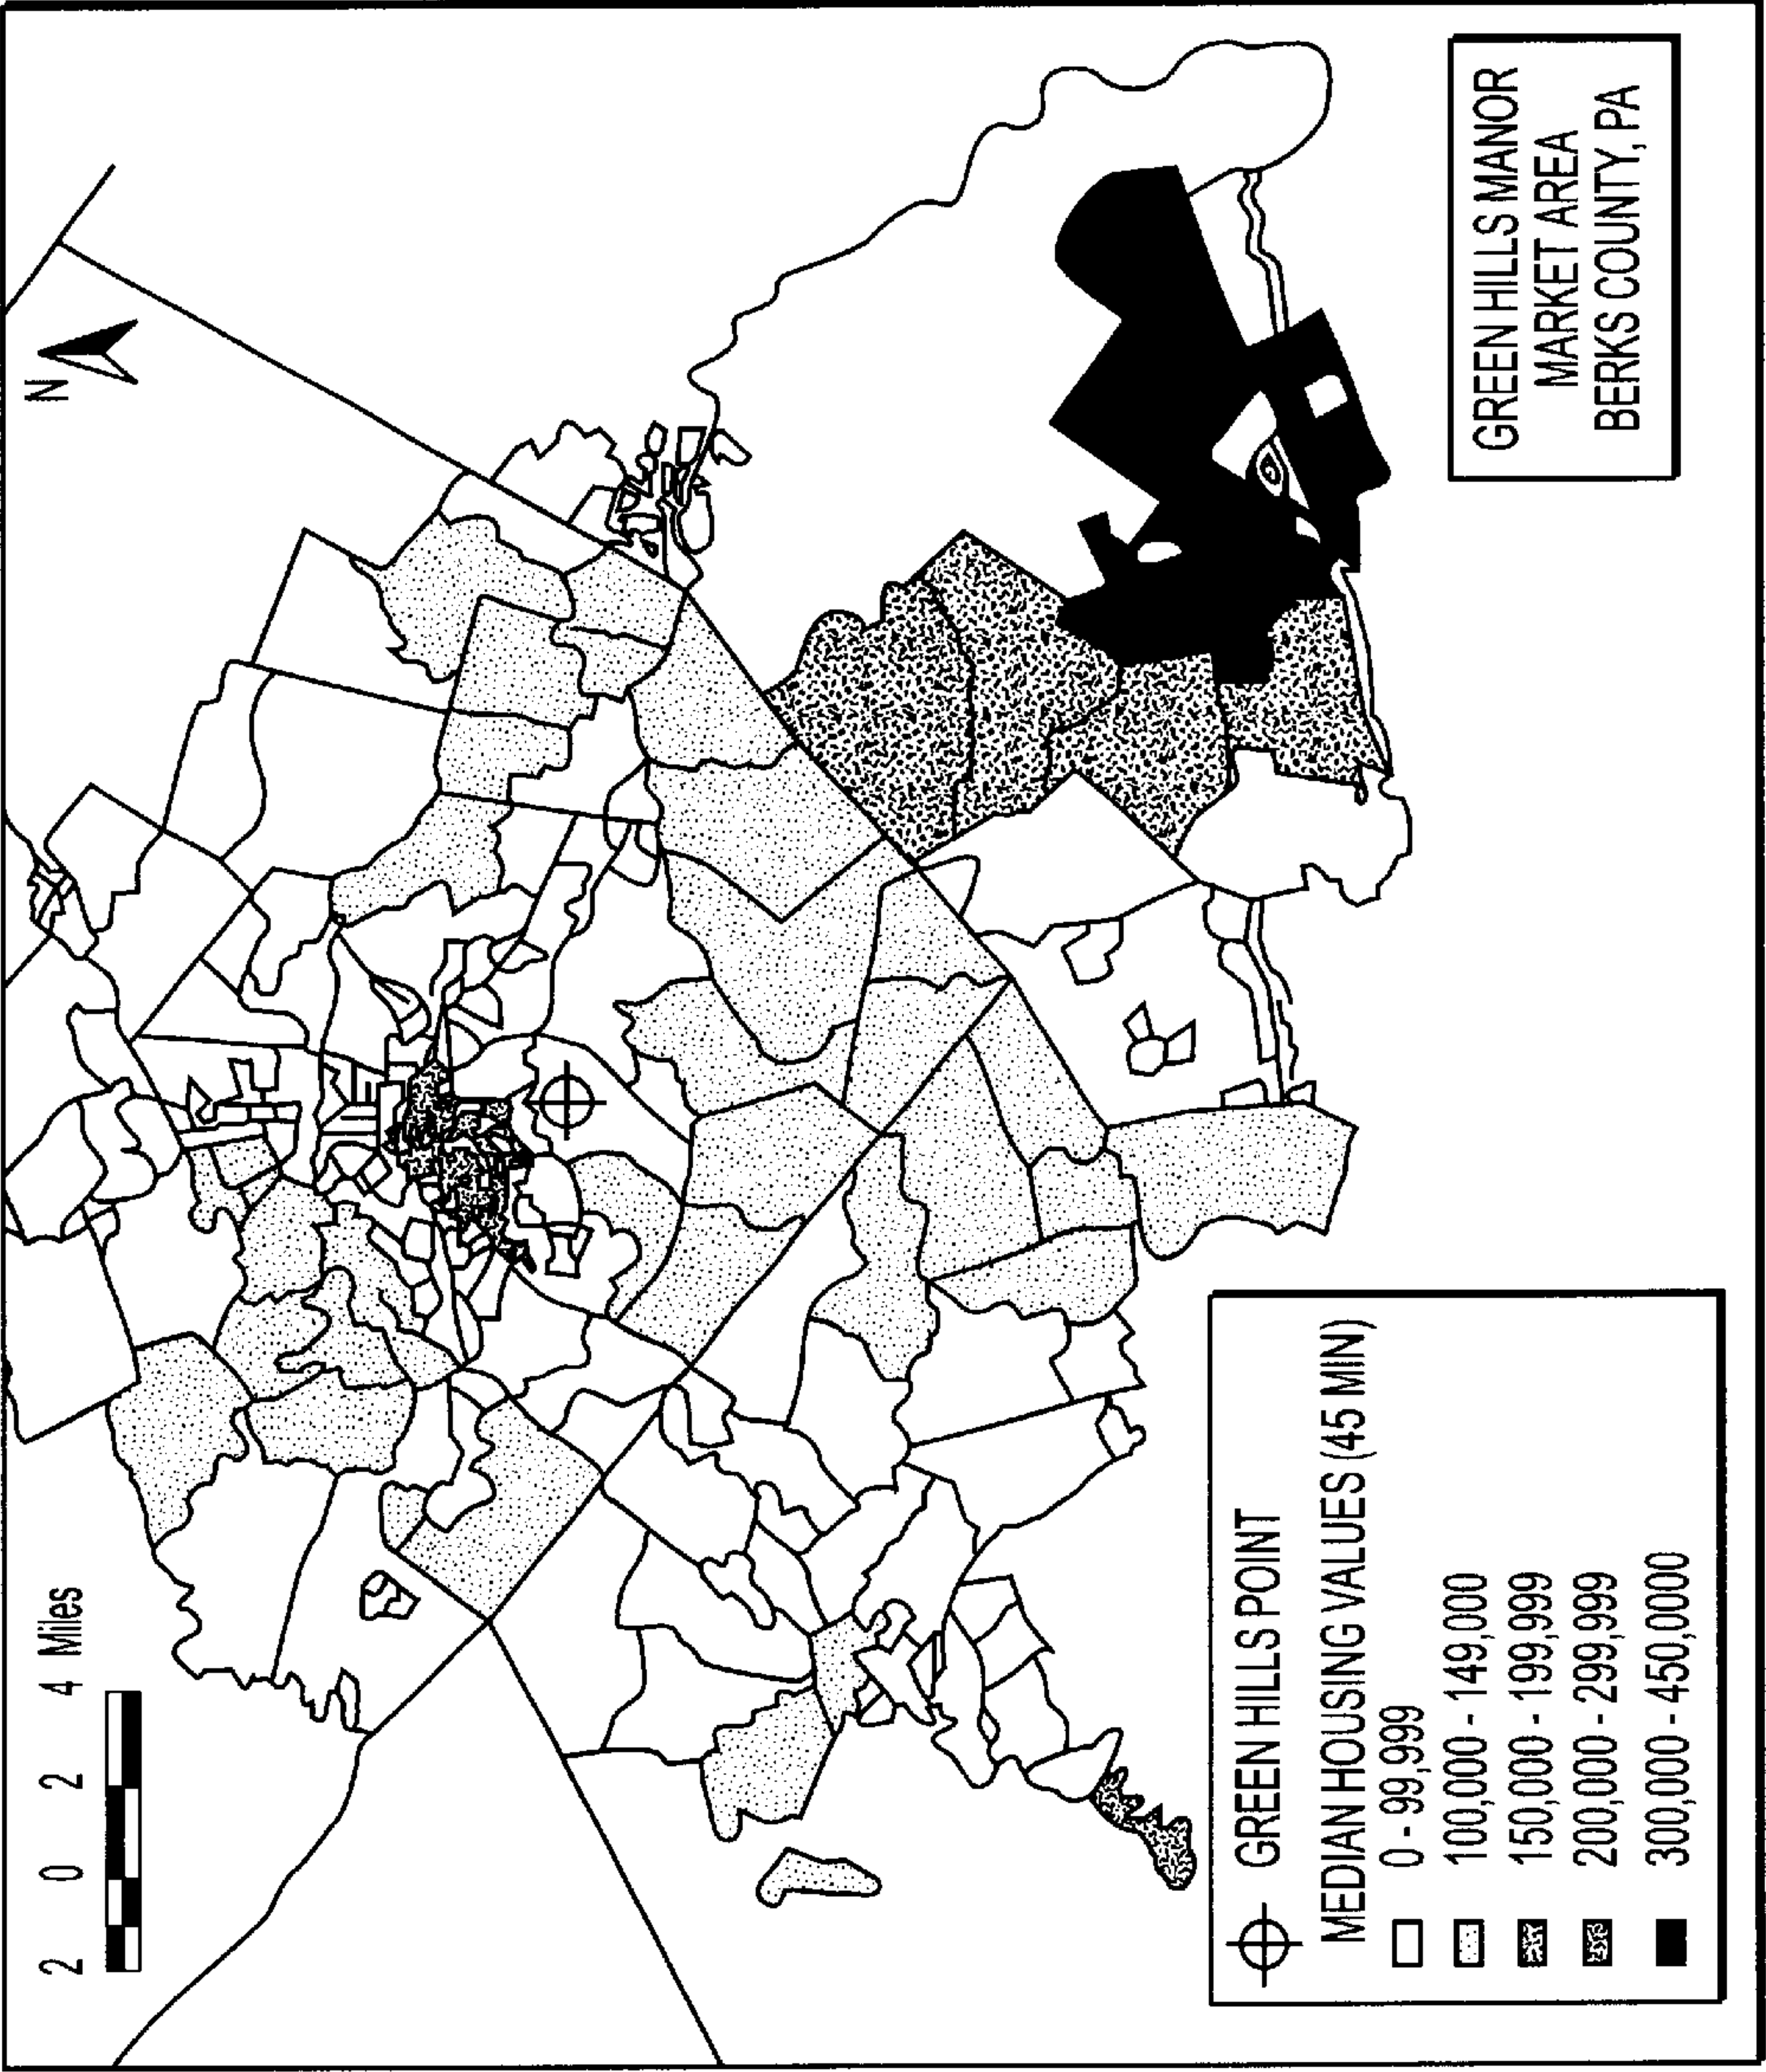 2 0 2 4 Miles
N
GREEN HILLS POINT
MEDIAN HOUSING VALUES (45 MIN)
0 - 99,999
100,000 - 149,000
150,000 - 199,999
200,000 - 299,999
300,000 - 450,0000
GREEN HILLS MANOR
MARKET AREA
BERKS COUNTY, PA